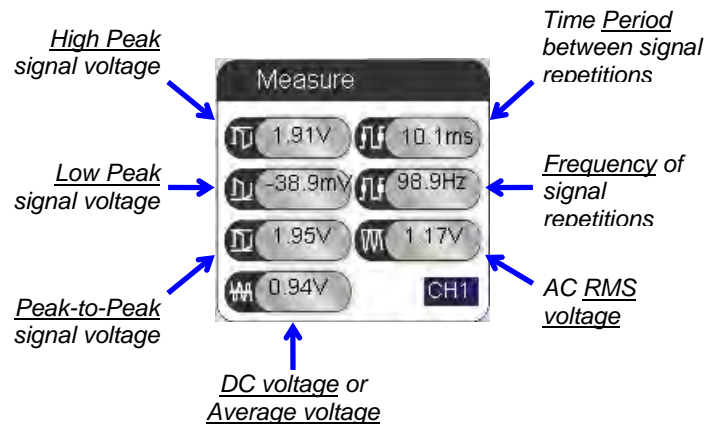 High Peak
signal voltage
Low Peak
signal voltage
Peak-to-Peak
signal voltage
Measure
1.91V
10.1ms
-38.9mV
98.9Hz
1.95V
1.17V
0.94V
CH1
DC voltage or
Average voltage
Time Period
between signal
repetitions
Frequency of
signal
repetitions
AC RMS
voltage